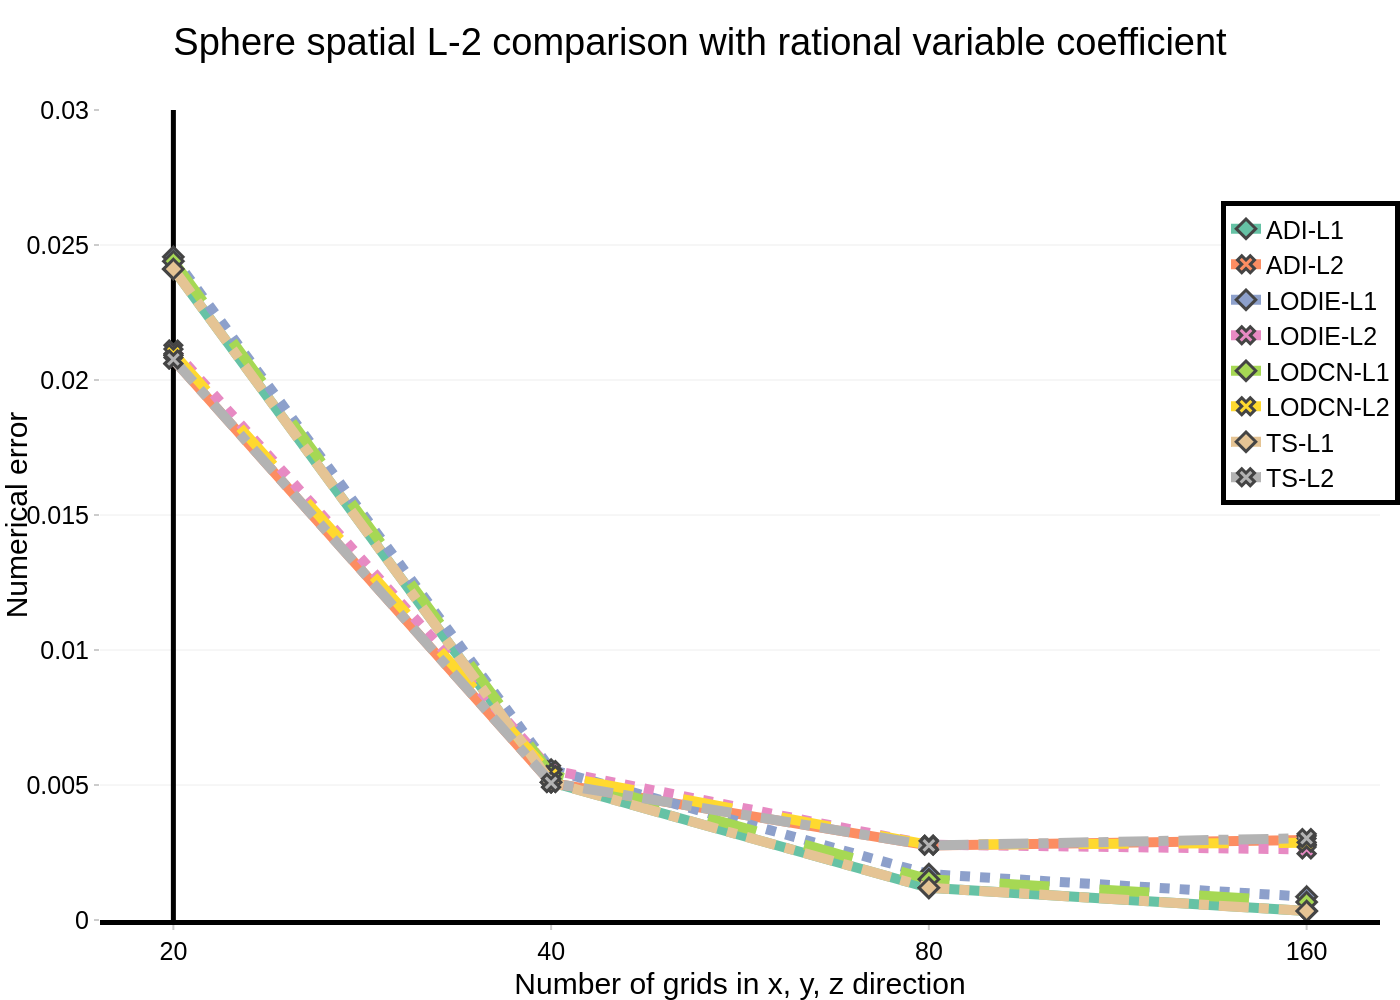 Sphere spatial L-2 comparison with rational variable coefficient
0.03
0.025
0.02
0.015
0.01
0.005
0
Numerical error
ADI-L1
ADI-L2
LODIE-L1
LODIE-L2
LODCN-L1
LODCN-L2
TS-L1
TS-L2
20
40
80
160
Number of grids in x, y, z direction